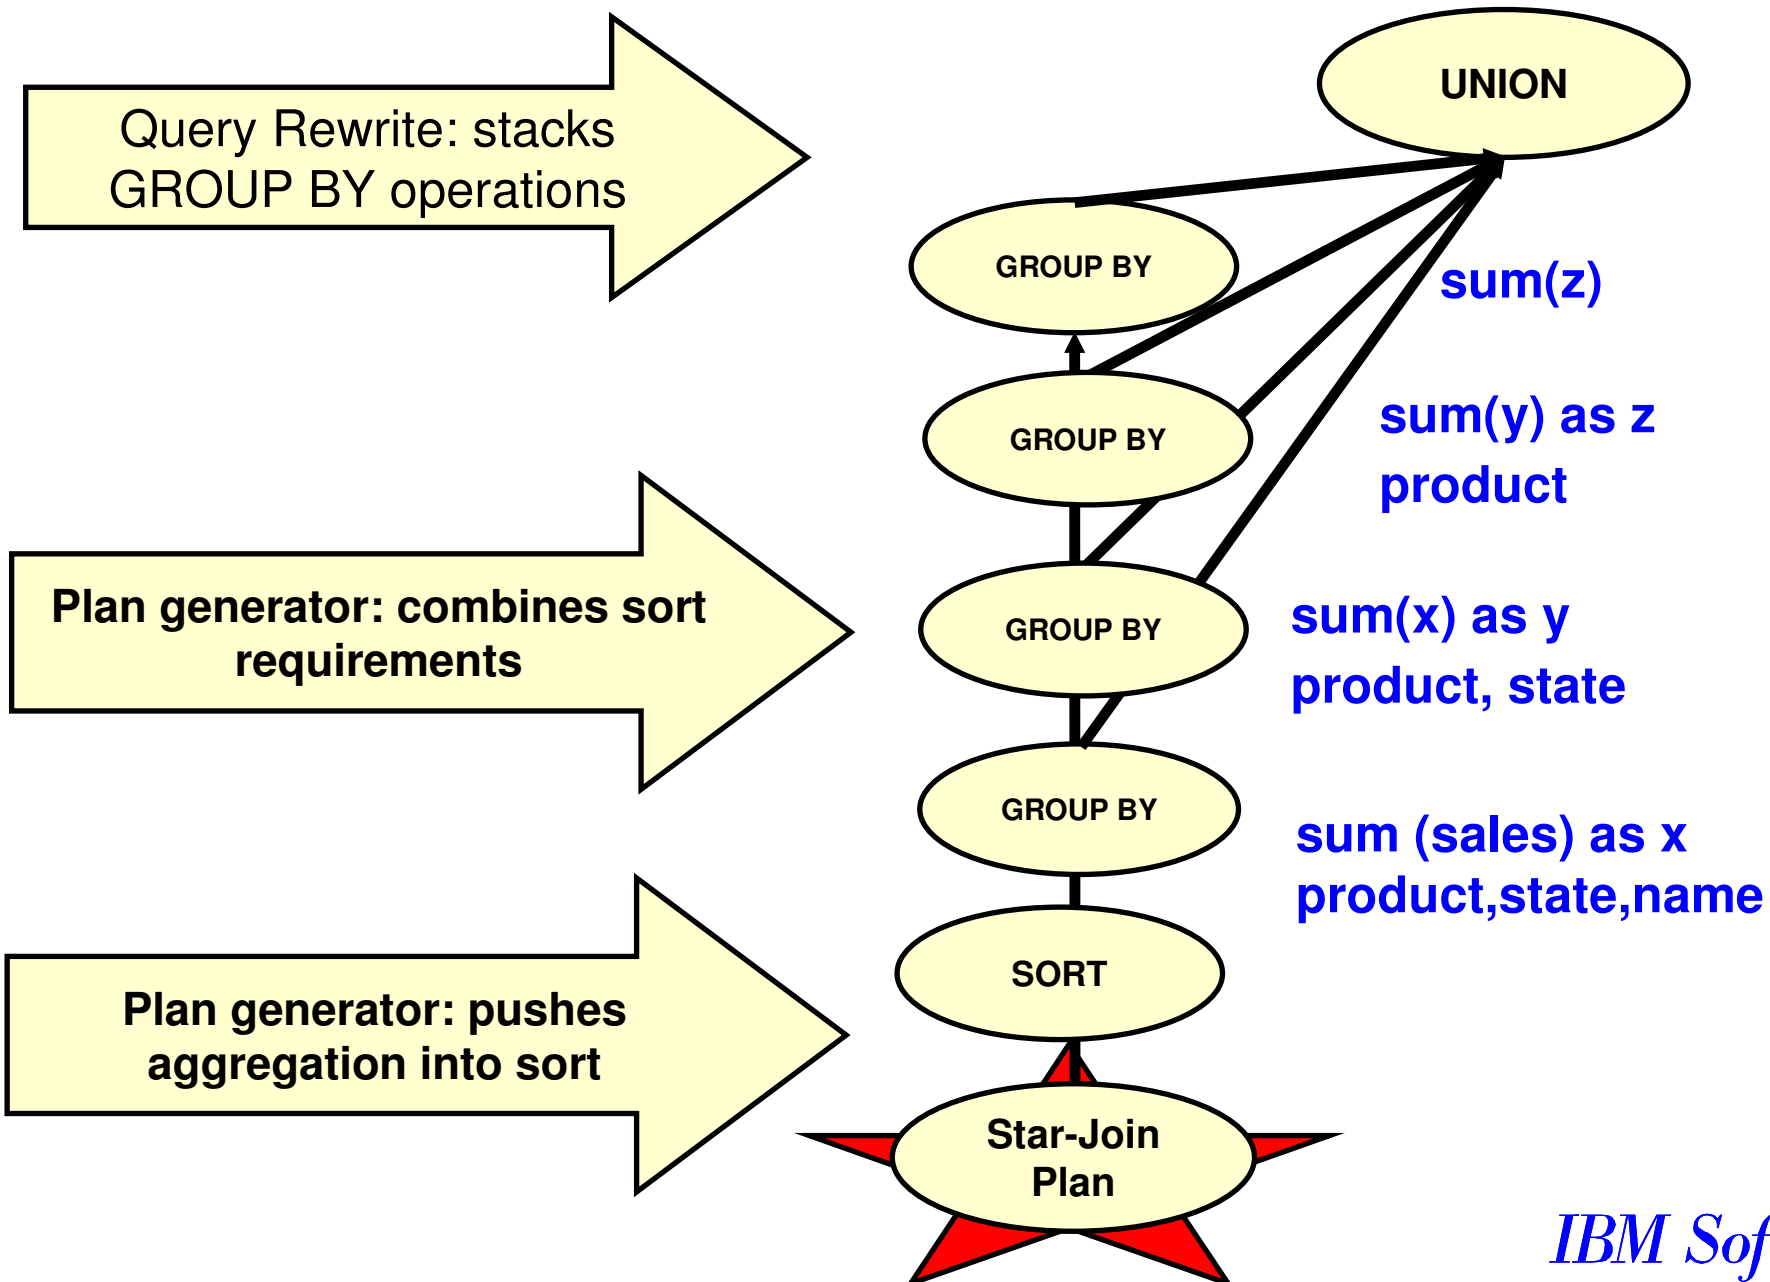 Query Rewrite: stacks
GROUP BY operations
Plan generator: combines sort
requirements
Plan generator: pushes
aggregation into sort
UNION
GROUP BY
sum(z)
GROUP BY
sum(y) as z
product
GROUP BY
sum(x) as y
product, state
GROUP BY
sum (sales) as x
product,state,name
SORT
Star-Join
Plan
IBM Sof